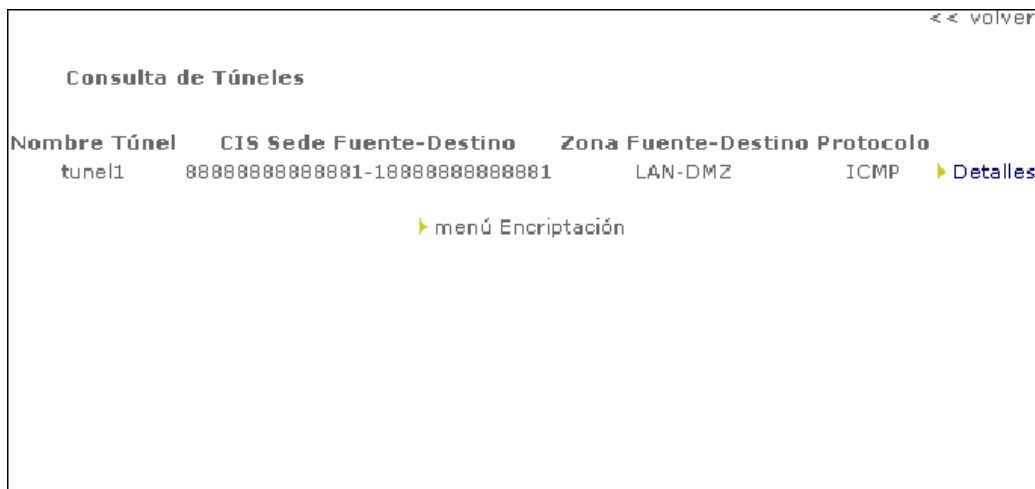 << volver
Consulta de Túneles
Nombre Túnel CIS Sede Fuente-Destino Zona Fuente-Destino Protocolo
tunel1 88888888888881-18888888888881 LAN-DMZ ICMP Detalles
menú Encriptación